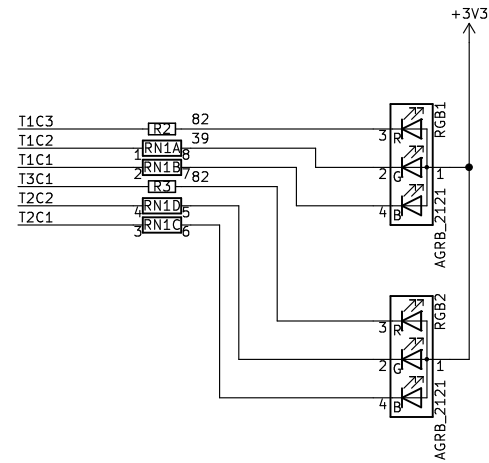 +3V3
T1C3 R2 82 3 R RGB1
T1C2 1 RN1A 8 39
T1C1 2 RN1B 7 2 G 1
T3C1 R3 82
T2C2 4 RN1D 5 4 B AGRB_2121
T2C1 3 RN1C 6
3 R RGB2
2 G 1
4 B AGRB_2121